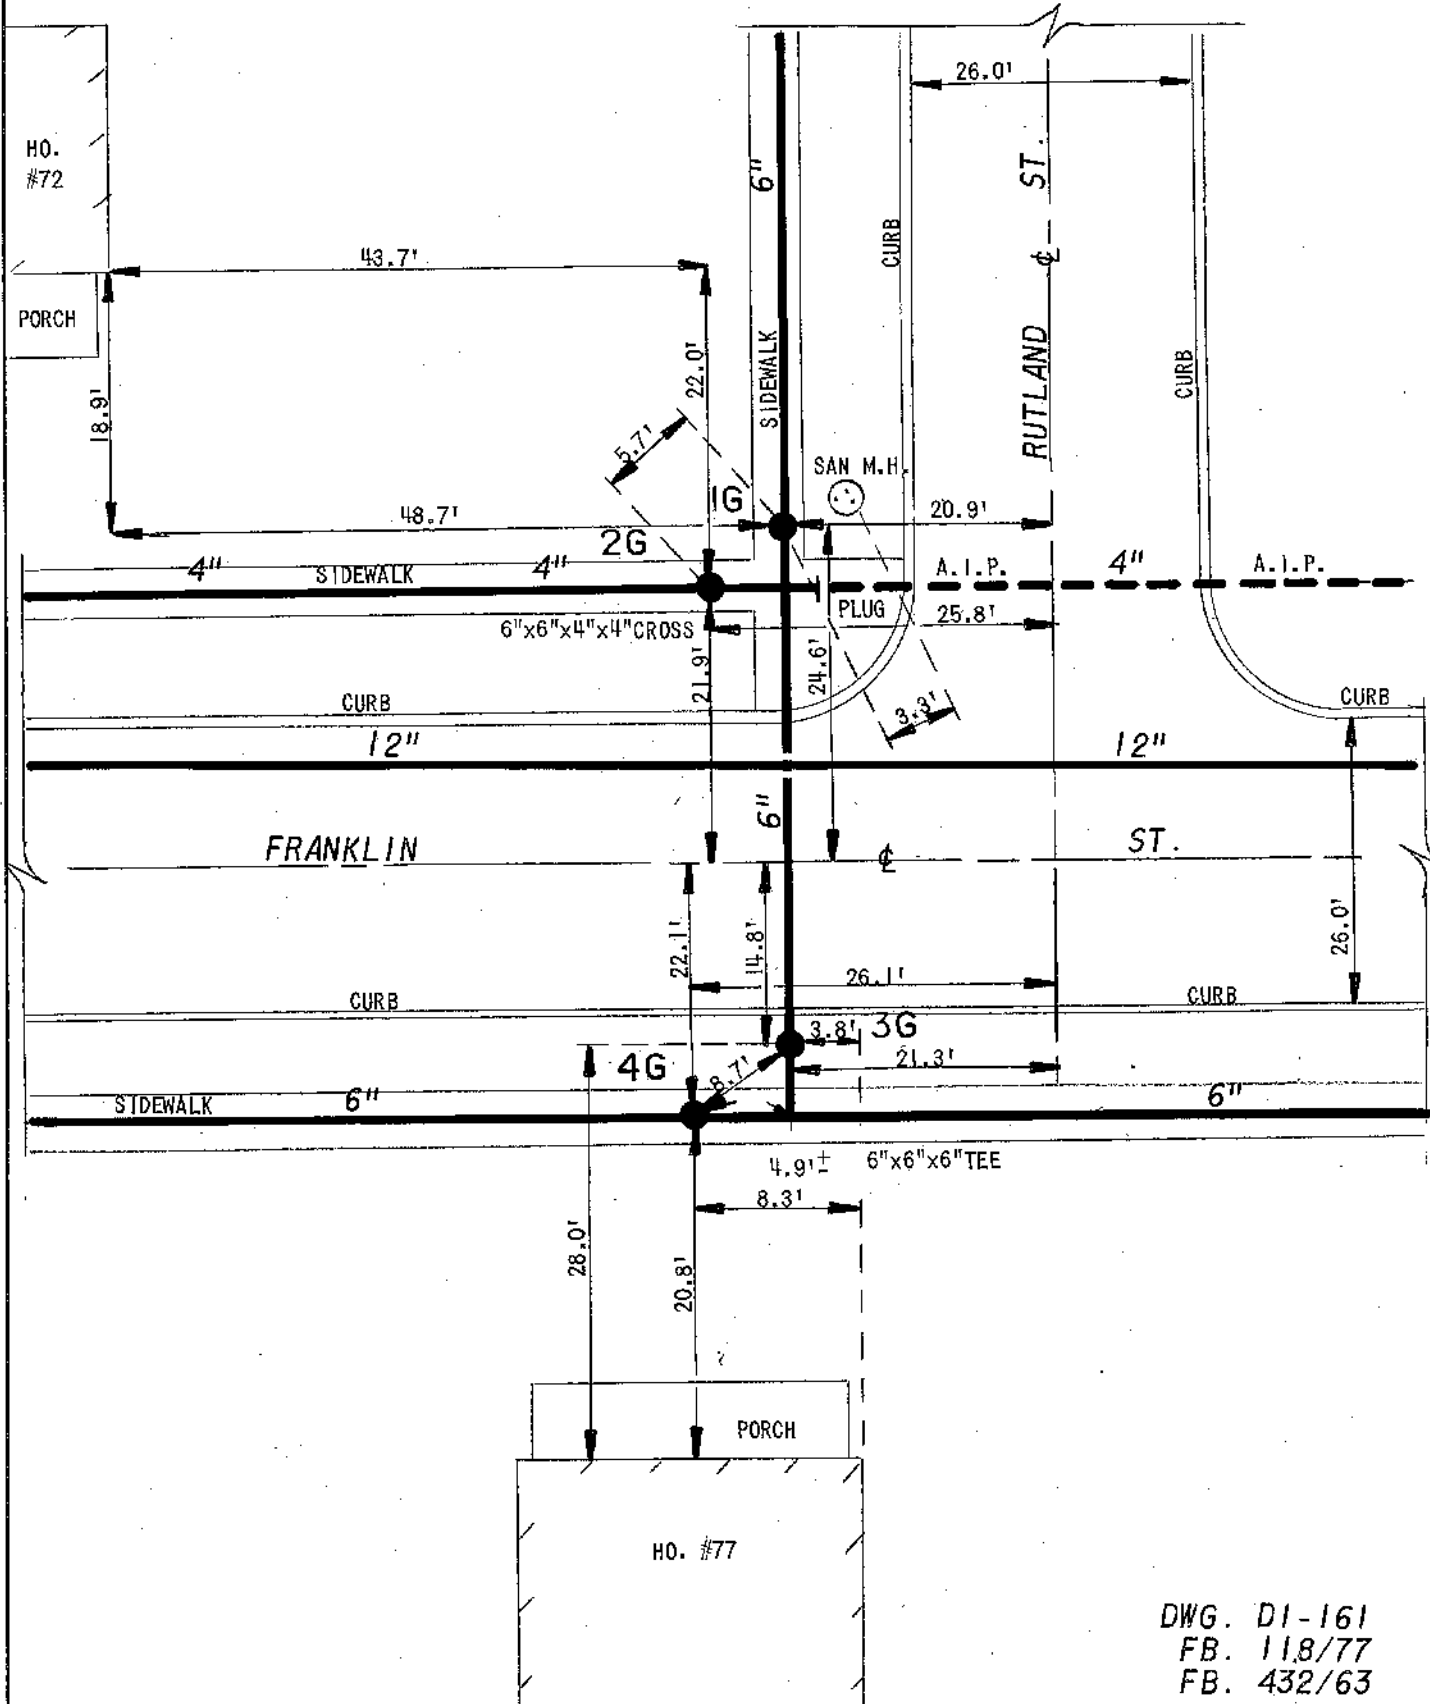 26.0'
HO.
#72
6"
ST.
CURB
₵
43.7'
PORCH
22.0'
SIDEWALK
RUTLAND
CURB
18.9'
5.7'
SAN M.H.
1G
48.7'
20.9'
2G
4"
SIDEWALK
4"
A.I.P.
4"
A.I.P.
PLUG
25.8'
6"x6"x4"x4"CROSS
21.9'
24.6'
CURB
3.3'
CURB
12"
12"
6"
FRANKLIN
₵
ST.
22.1'
14.8'
26.0'
26.1'
CURB
CURB
3.8'
3G
21.3'
4G
8.7'
SIDEWALK
6"
6"
4.9'±
6"x6"x6"TEE
8.3'
28.0'
20.8'
PORCH
HO. #77
DWG. D1-161
FB. 118/77
FB. 432/63